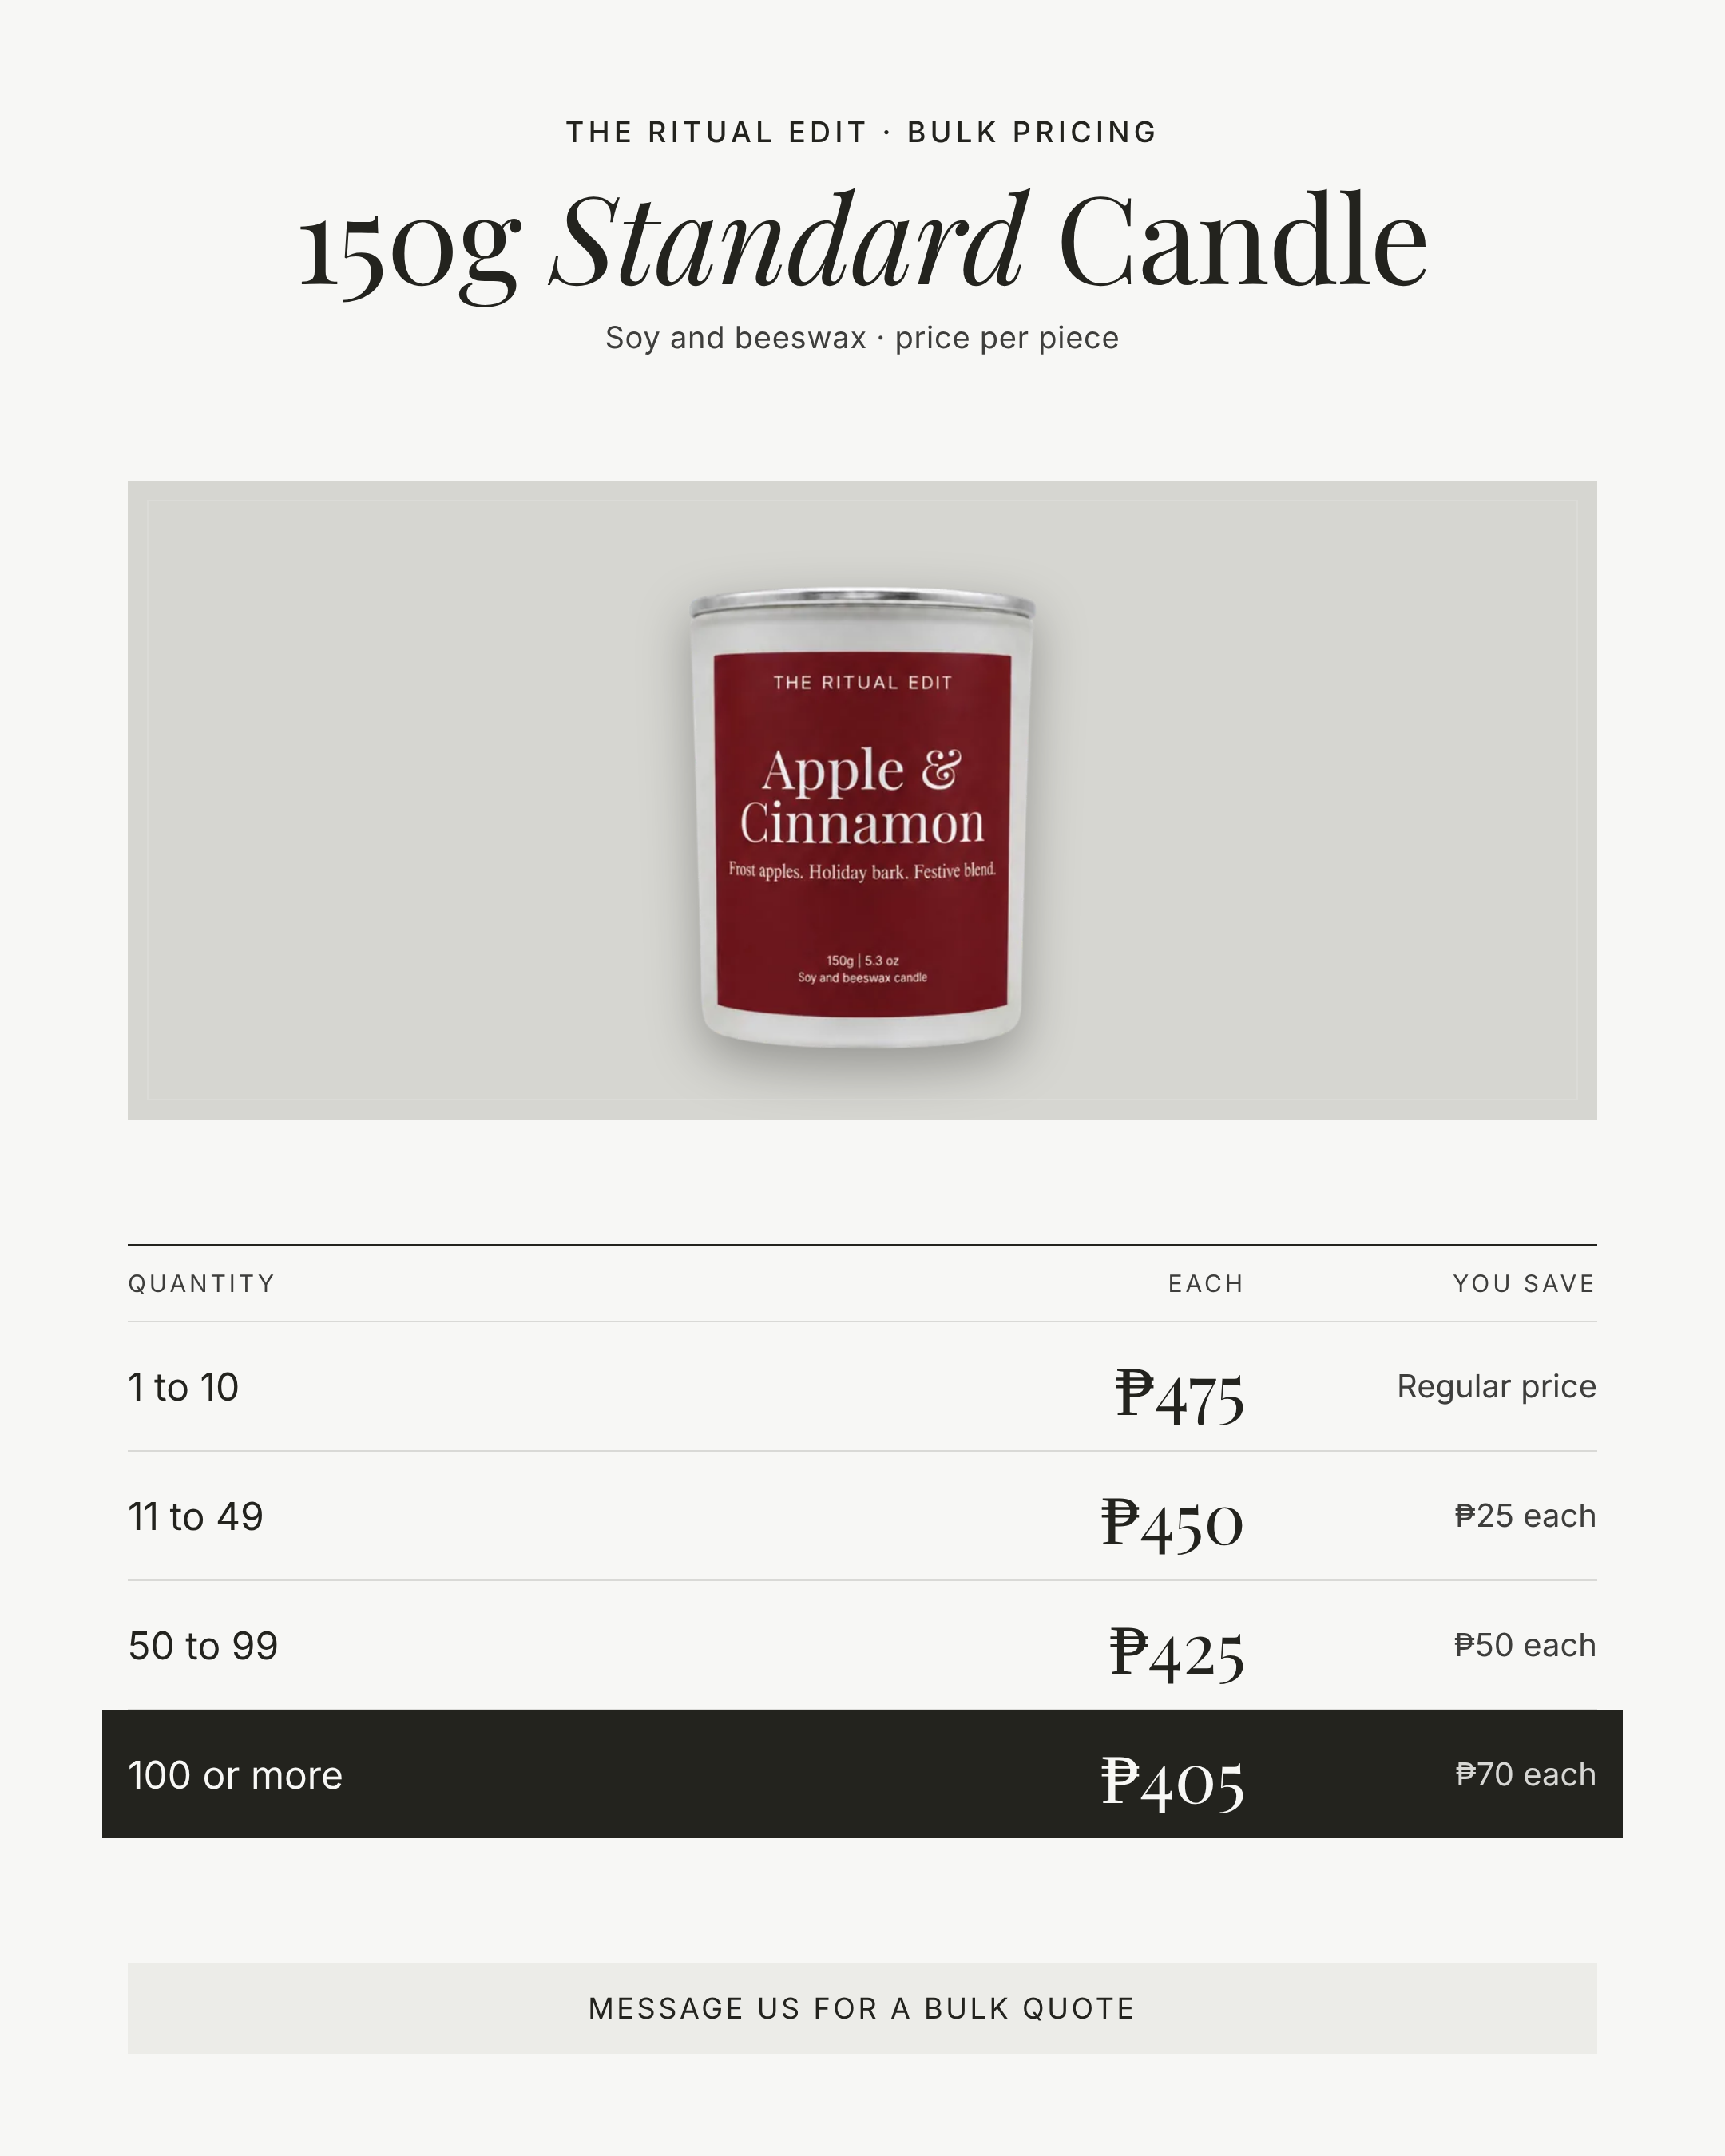 THE RITUAL EDIT · BULK PRICING
150g Standard Candle
Soy and beeswax · price per piece
THE RITUAL EDIT
Apple &
Cinnamon
Frost apples. Holiday bark. Festive blend.
150g | 5.3 oz
Soy and beeswax candle
QUANTITY EACH YOU SAVE
1 to 10 ₱475 Regular price
11 to 49 ₱450 ₱25 each
50 to 99 ₱425 ₱50 each
100 or more ₱405 ₱70 each
MESSAGE US FOR A BULK QUOTE